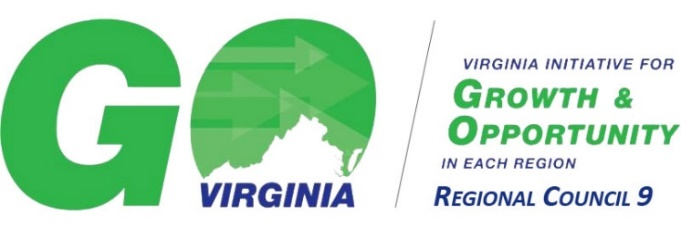 GO
VIRGINIA
VIRGINIA INITIATIVE FOR
GROWTH &
OPPORTUNITY
IN EACH REGION
REGIONAL COUNCIL 9